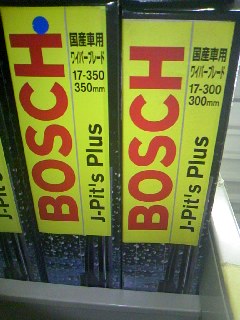 BOSCH
国産車用
ワイパーブレード
17-350
350mm
J-Pit's Plus
BOSCH
国産車用
ワイパーブレード
17-300
300mm
J-Pit's Plus